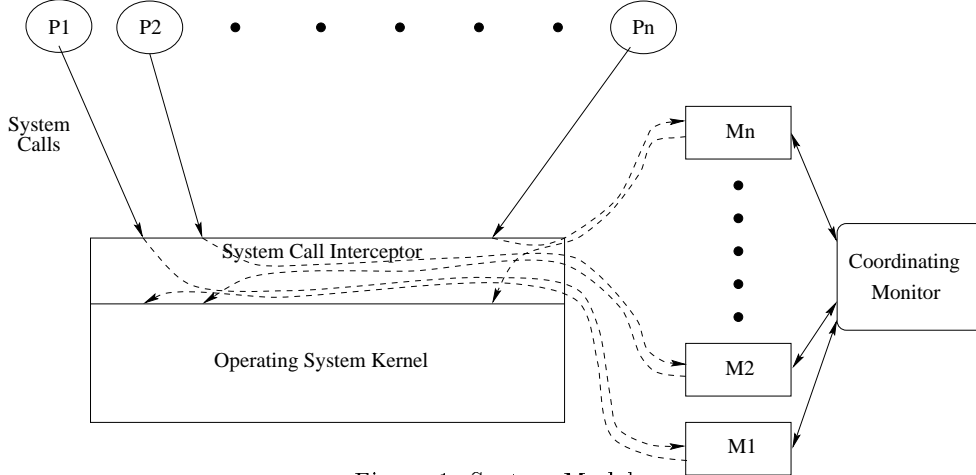 P1
P2
Pn
System
Calls
Mn
System Call Interceptor
Coordinating
Monitor
Operating System Kernel
M2
M1